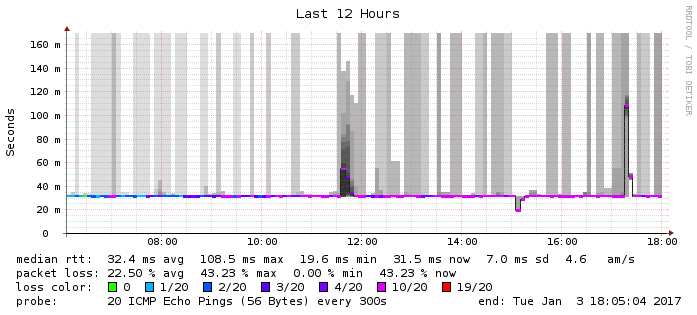 Last 12 Hours
RRDTOOL / TOBI OETIKER
Seconds
160 m
140 m
120 m
100 m
80 m
60 m
40 m
20 m
0
08:00 10:00 12:00 14:00 16:00 18:00
median rtt: 32.4 ms avg 108.5 ms max 19.6 ms min 31.5 ms now 7.0 ms sd 4.6 am/s
packet loss: 22.50 % avg 43.23 % max 0.00 % min 43.23 % now
loss color: 0 1/20 2/20 3/20 4/20 10/20 19/20
probe: 20 ICMP Echo Pings (56 Bytes) every 300s end: Tue Jan 3 18:05:04 2017